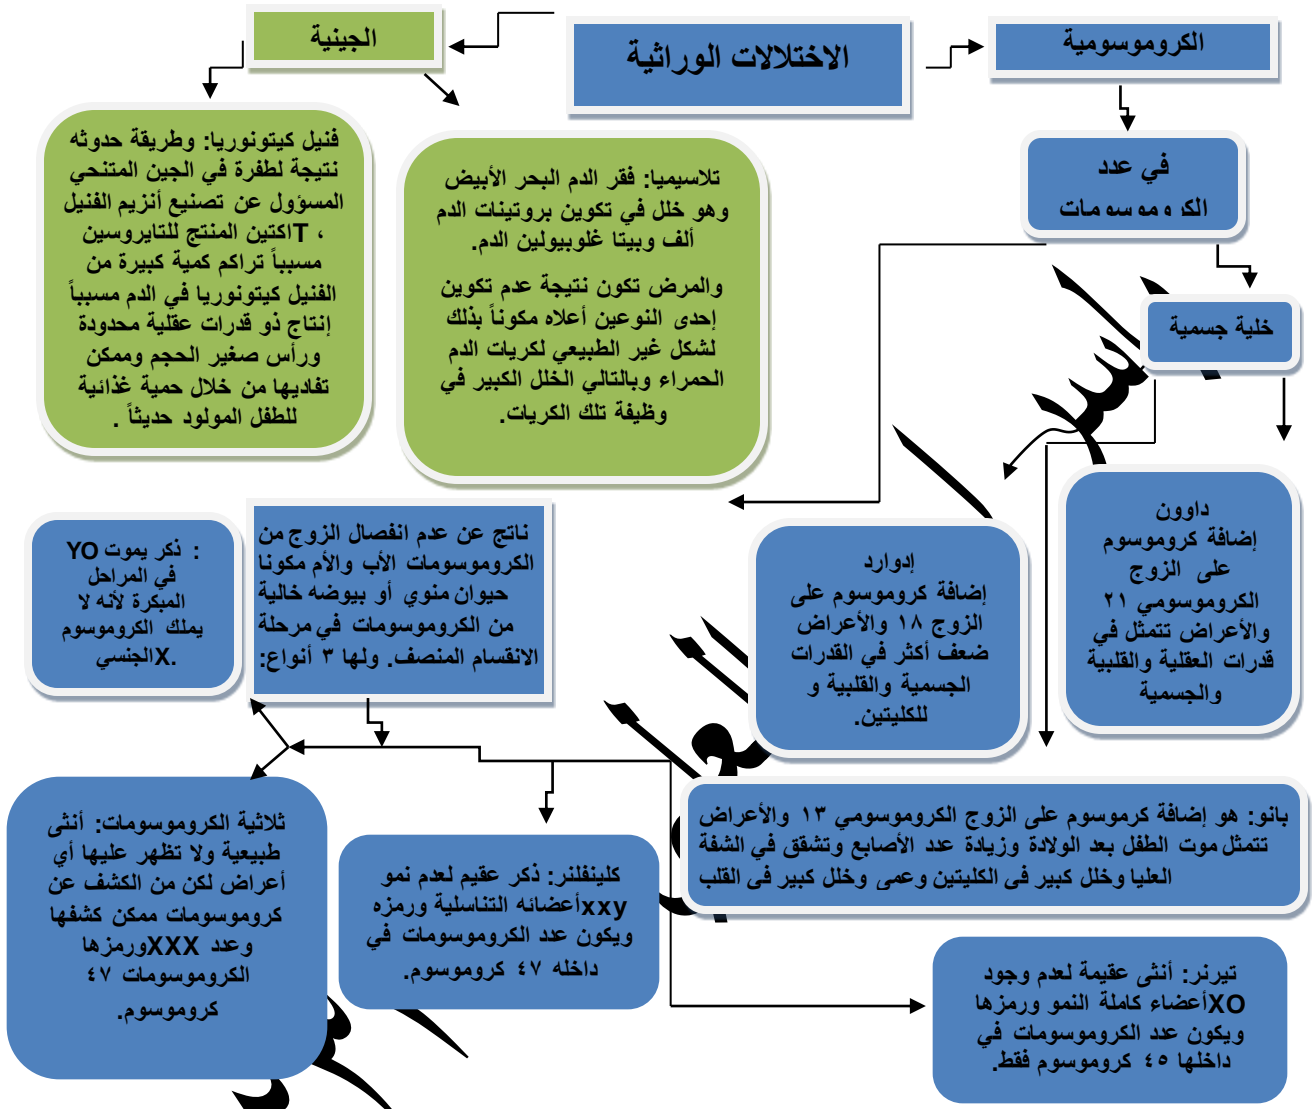 الاختلالات الوراثية
الكروموسومية
الجينية
في عدد
الكروموسومات
خلية جسمية
فنيل كيتونوريا: وطريقة حدوثه
نتيجة لطفرة في الجين المتنحي
المسؤول عن تصنيع أنزيم الفنيل
، Tاكتين المنتج للتايروسين
مسبباً تراكم كمية كبيرة من
الفنيل كيتونوريا في الدم مسبباً
إنتاج ذو قدرات عقلية محدودة
ورأس صغير الحجم وممكن
تفاديها من خلال حمية غذائية
للطفل المولود حديثاً .
تلاسيميا: فقر الدم البحر الأبيض
وهو خلل في تكوين بروتينات الدم
ألف وبيتا غلوبيولين الدم.
والمرض تكون نتيجة عدم تكوين
إحدى النوعين أعلاه مكوناً بذلك
لشكل غير الطبيعي لكريات الدم
الحمراء وبالتالي الخلل الكبير في
وظيفة تلك الكريات.
داوون
إضافة كروموسوم
على الزوج
الكروموسومي ٢١
والأعراض تتمثل في
قدرات العقلية والقلبية
والجسمية
إدوارد
إضافة كروموسوم على
الزوج ١٨ والأعراض
ضعف أكثر في القدرات
الجسمية والقلبية و
للكليتين.
ناتج عن عدم انفصال الزوج من
الكروموسومات الأب والأم مكونا
حيوان منوي أو بيوضه خالية
من الكروموسومات في مرحلة
الانقسام المنصف. ولها ٣ أنواع:
: ذكر يموت YO
في المراحل
المبكرة لأنه لا
يملك الكروموسوم
.Xالجنسي
بانو: هو إضافة كرموسوم على الزوج الكروموسومي ١٣ والأعراض
تتمثل موت الطفل بعد الولادة وزيادة عدد الأصابع وتشقق في الشفة
العليا وخلل كبير في الكليتين وعمى وخلل كبير في القلب
ثلاثية الكروموسومات: أنثى
طبيعية ولا تظهر عليها أي
أعراض لكن من الكشف عن
كروموسومات ممكن كشفها
وعدد XXXورمزها
الكروموسومات ٤٧
كروموسوم.
كلينفلنر: ذكر عقيم لعدم نمو
xxyأعضائه التناسلية ورمزه
ويكون عدد الكروموسومات في
داخله ٤٧ كروموسوم.
تيرنر: أنثى عقيمة لعدم وجود
XOأعضاء كاملة النمو ورمزها
ويكون عدد الكروموسومات في
داخلها ٤٥ كروموسوم فقط.